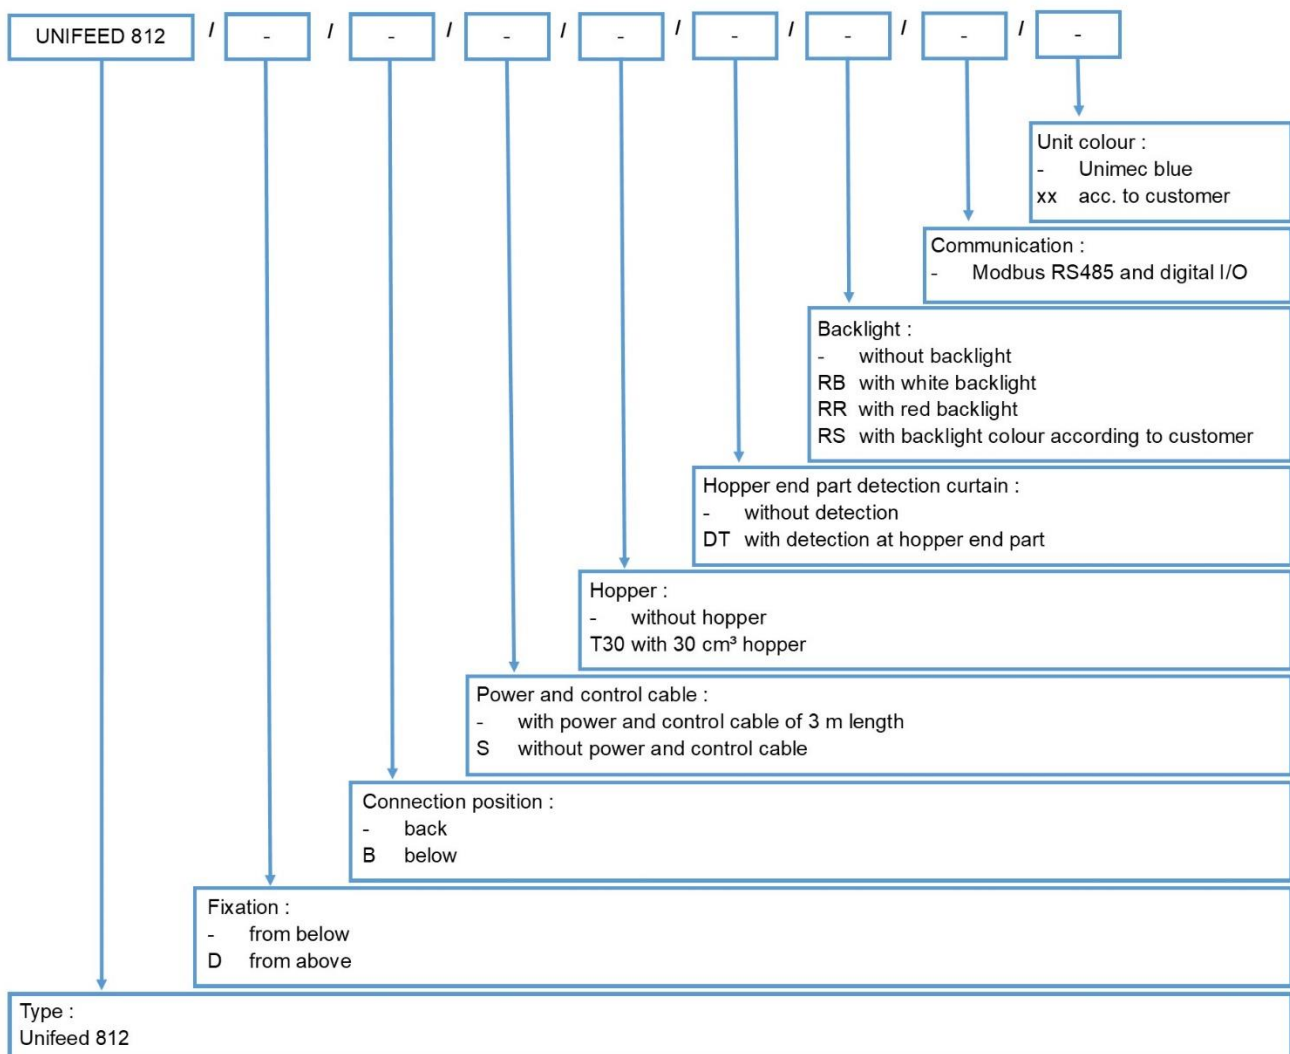 UNIFEED 812 / - / - / - / - / - / - / - / -
Unit colour :
- Unimec blue
xx acc. to customer
Communication :
- Modbus RS485 and digital I/O
Backlight :
- without backlight
RB with white backlight
RR with red backlight
RS with backlight colour according to customer
Hopper end part detection curtain :
- without detection
DT with detection at hopper end part
Hopper :
- without hopper
T30 with 30 cm³ hopper
Power and control cable :
- with power and control cable of 3 m length
S without power and control cable
Connection position :
- back
B below
Fixation :
- from below
D from above
Type :
Unifeed 812